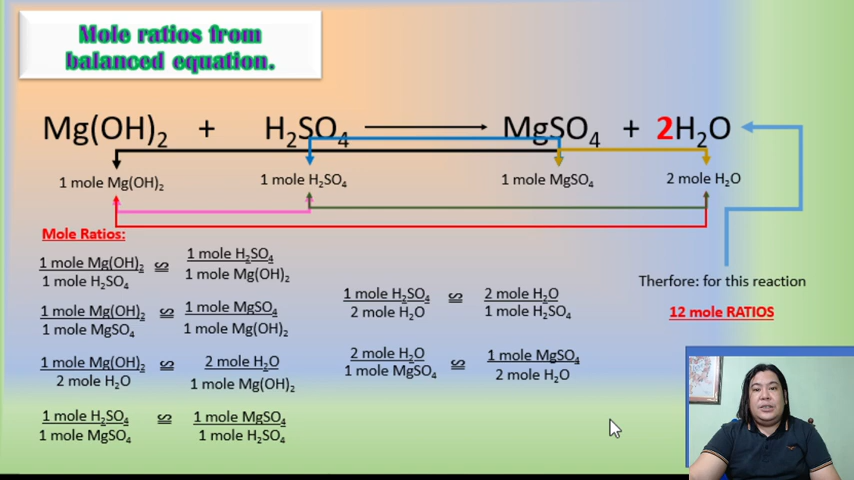 Mole ratios from
balanced equation.
Mg(OH)₂ + H₂SO₄ ⟶ MgSO₄ + 2H₂O
1 mole Mg(OH)₂ 1 mole H₂SO₄ 1 mole MgSO₄ 2 mole H₂O
Mole Ratios:
1 mole Mg(OH)₂ ≌ 1 mole H₂SO₄
1 mole H₂SO₄ 1 mole Mg(OH)₂
1 mole Mg(OH)₂ ≌ 1 mole MgSO₄
1 mole MgSO₄ 1 mole Mg(OH)₂
1 mole Mg(OH)₂ ≌ 2 mole H₂O
2 mole H₂O 1 mole Mg(OH)₂
1 mole H₂SO₄ ≌ 1 mole MgSO₄
1 mole MgSO₄ 1 mole H₂SO₄
1 mole H₂SO₄ ≌ 2 mole H₂O
2 mole H₂O 1 mole H₂SO₄
2 mole H₂O ≌ 1 mole MgSO₄
1 mole MgSO₄ 2 mole H₂O
Therfore: for this reaction
12 mole RATIOS